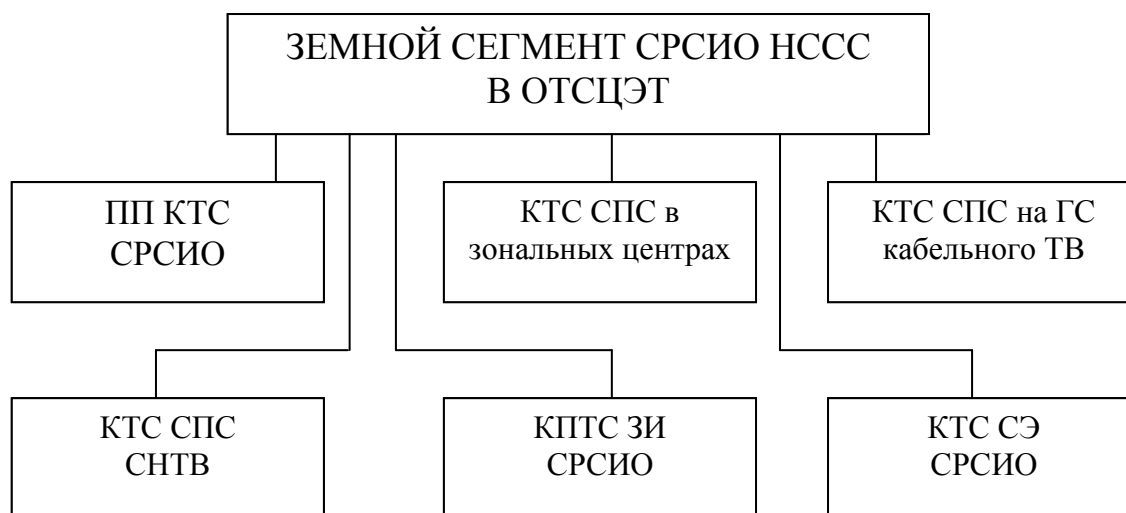 ЗЕМНОЙ СЕГМЕНТ СРСИО НССС
В ОТСЦЭТ
ПП КТС
СРСИО
КТС СПС в
зональных центрах
КТС СПС на ГС
кабельного ТВ
КТС СПС
СНТВ
КПТС ЗИ
СРСИО
КТС СЭ
СРСИО